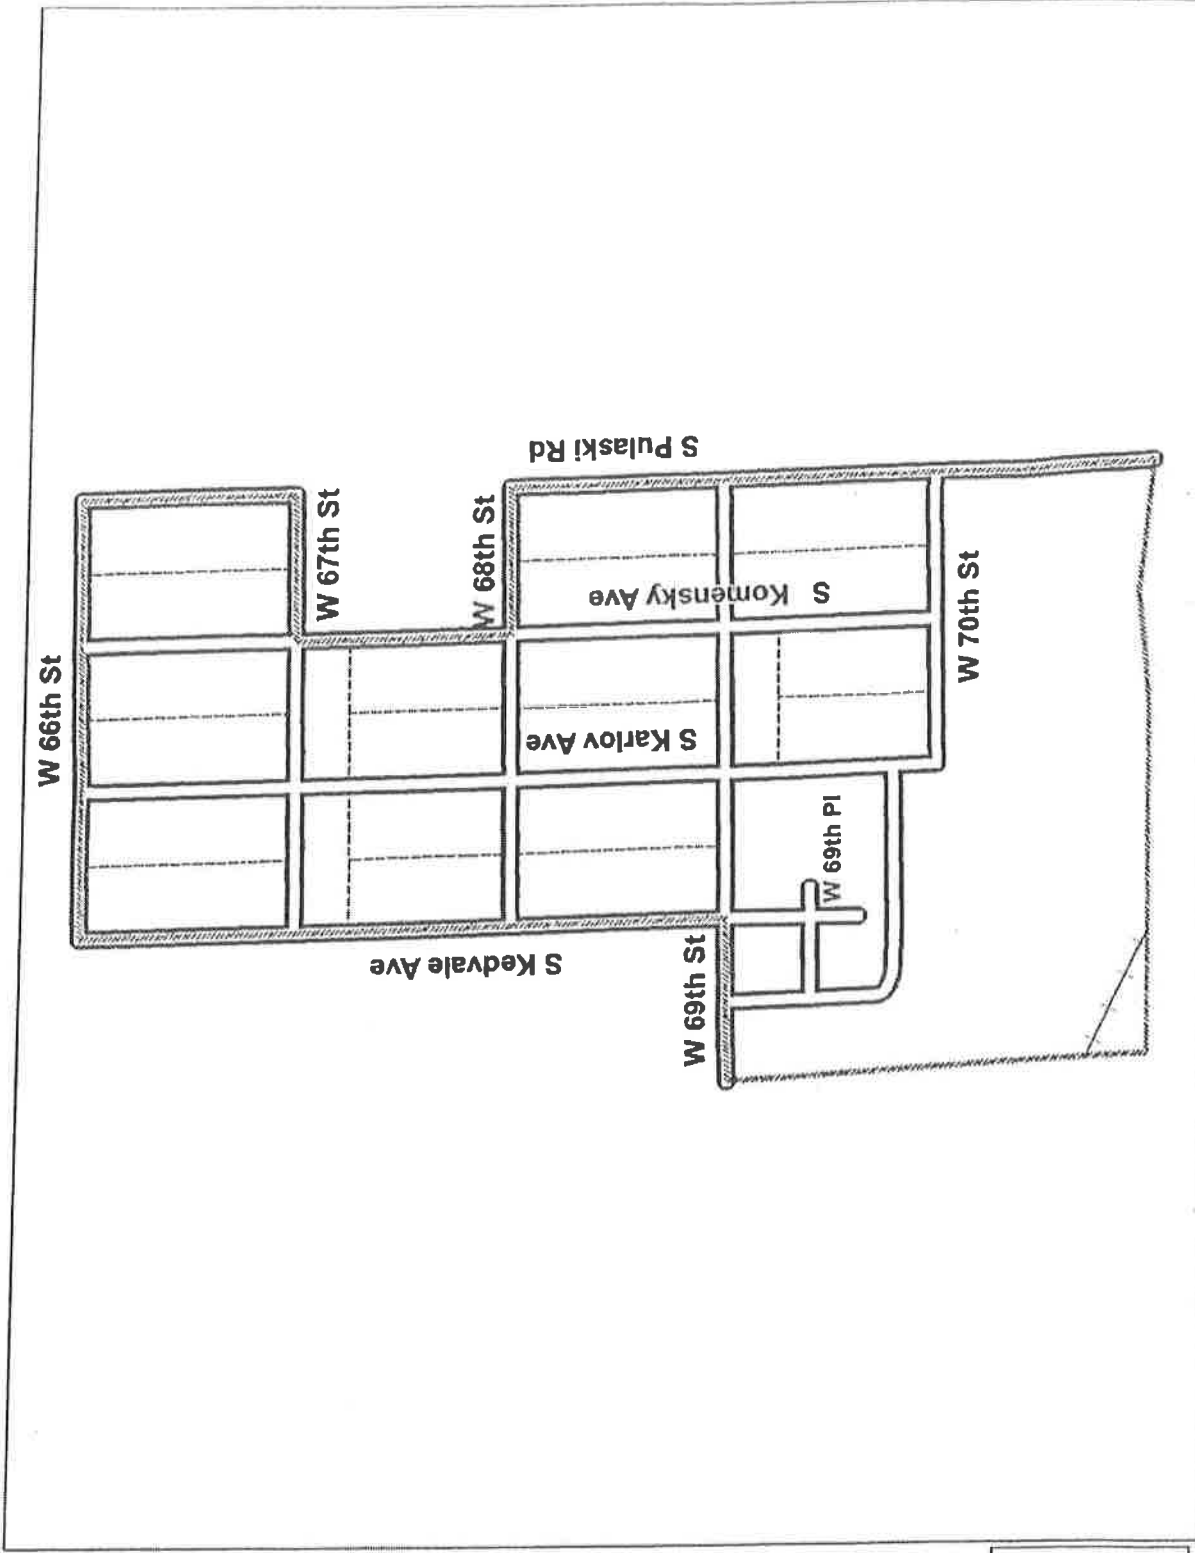 W 66th St
W 67th St
W 68th St
S Pulaski Rd
S Komensky Ave
S Karlov Ave
W 70th St
W 69th Pl
S Kedvale Ave
W 69th St